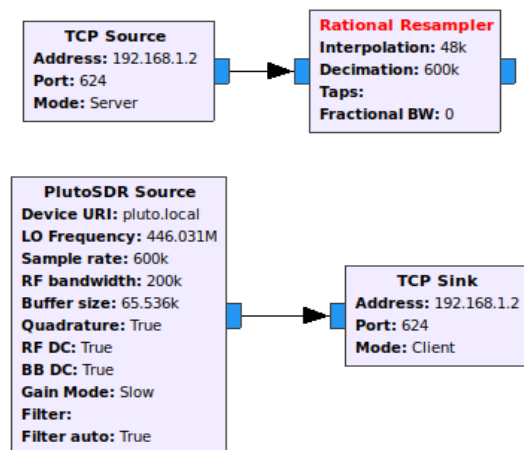 TCP Source
Address: 192.168.1.2
Port: 624
Mode: Server
Rational Resampler
Interpolation: 48k
Decimation: 600k
Taps:
Fractional BW: 0
PlutoSDR Source
Device URI: pluto.local
LO Frequency: 446.031M
Sample rate: 600k
RF bandwidth: 200k
Buffer size: 65.536k
Quadrature: True
RF DC: True
BB DC: True
Gain Mode: Slow
Filter:
Filter auto: True
TCP Sink
Address: 192.168.1.2
Port: 624
Mode: Client